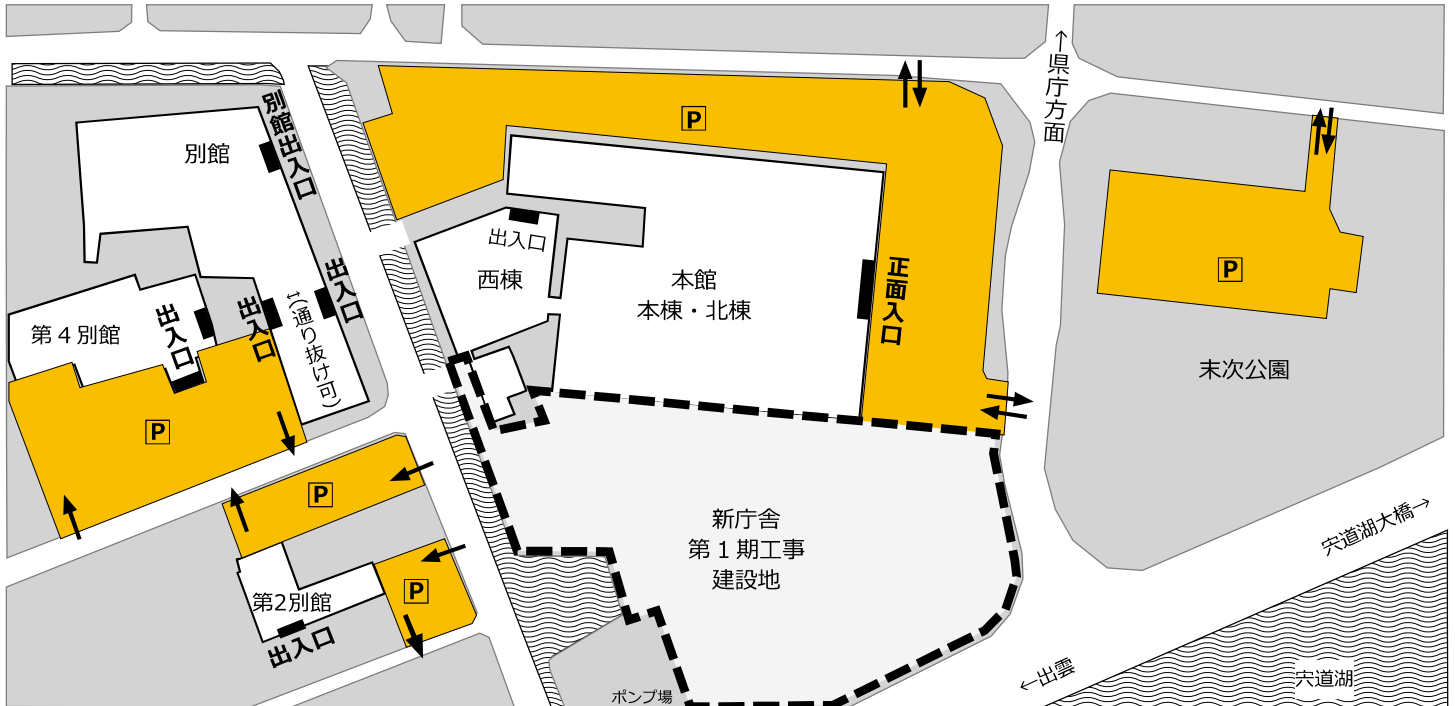 ↑県庁方面
P
別館出入口
別館
P
出入口
西棟
本館
本棟・北棟
正面入口
出入口
↕(通り抜け可)
出入口
出入口
第4別館
P
末次公園
P
P
新庁舎
第1期工事
建設地
宍道湖大橋→
P
第2別館
出入口
ポンプ場
←出雲
宍道湖